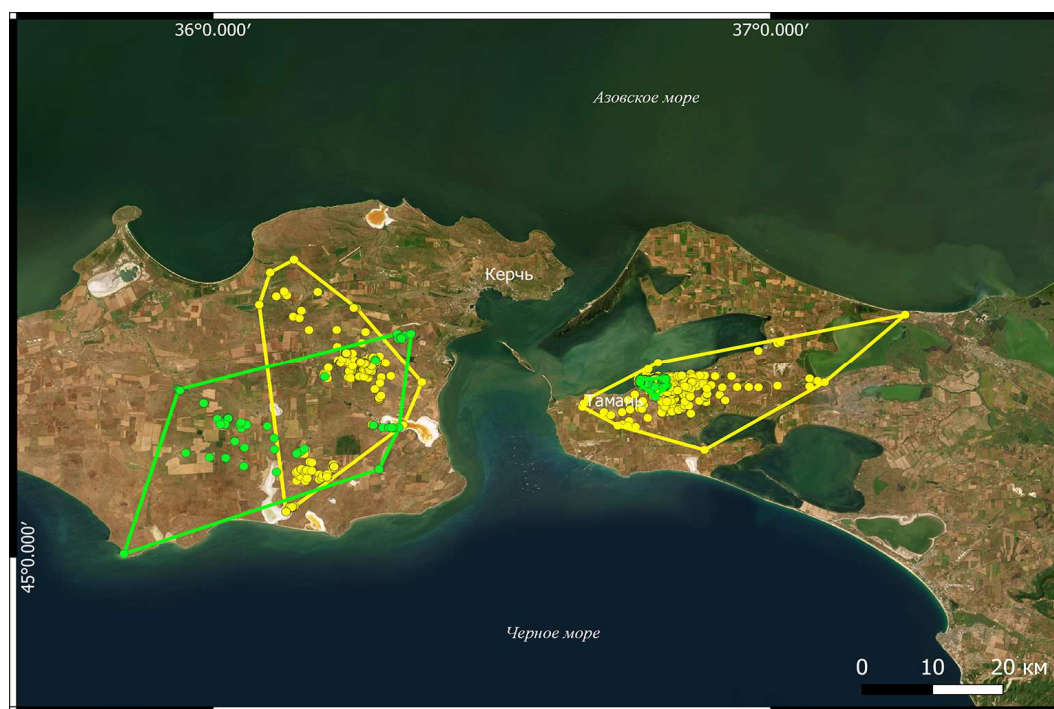 36°0.000′ 37°0.000′
Азовское море
Керчь
Тамань
45°0.000′
Черное море
0 10 20 км